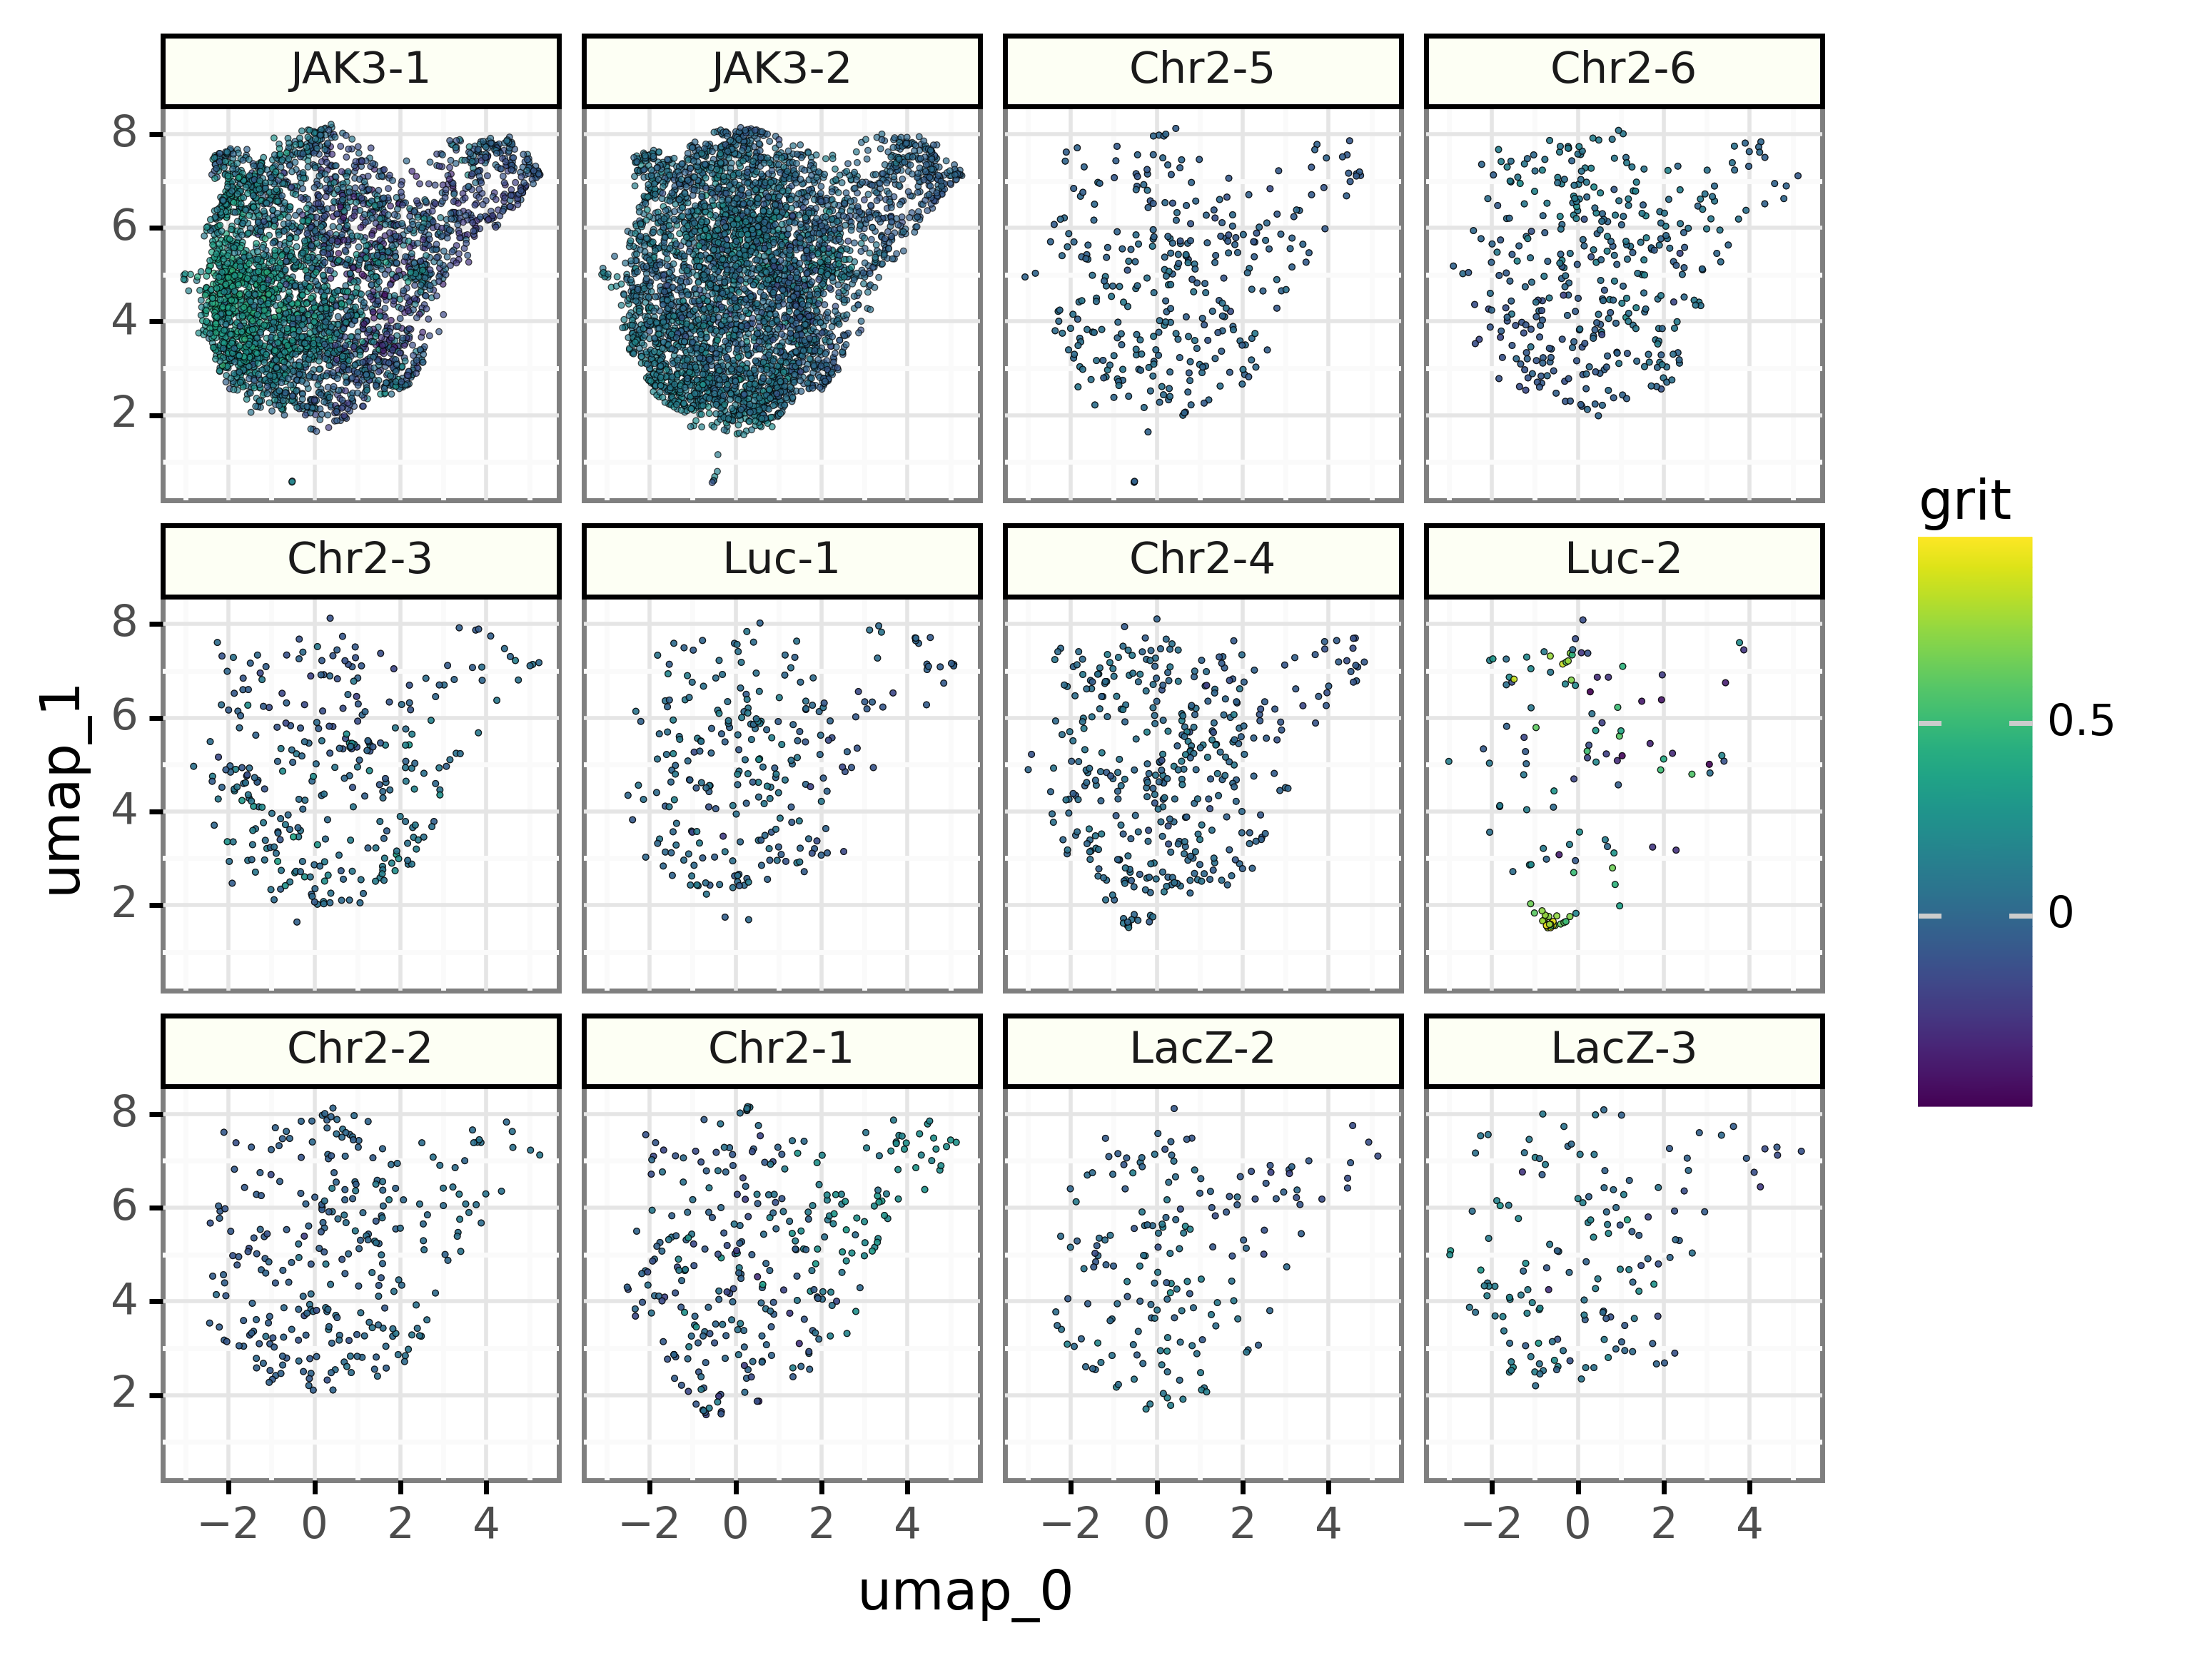 JAK3-1 JAK3-2 Chr2-5 Chr2-6
8
6
4
2
grit
0.5
0
Chr2-3 Luc-1 Chr2-4 Luc-2
8
6
4
2
umap_1
Chr2-2 Chr2-1 LacZ-2 LacZ-3
8
6
4
2
−2 0 2 4 −2 0 2 4 −2 0 2 4 −2 0 2 4
umap_0